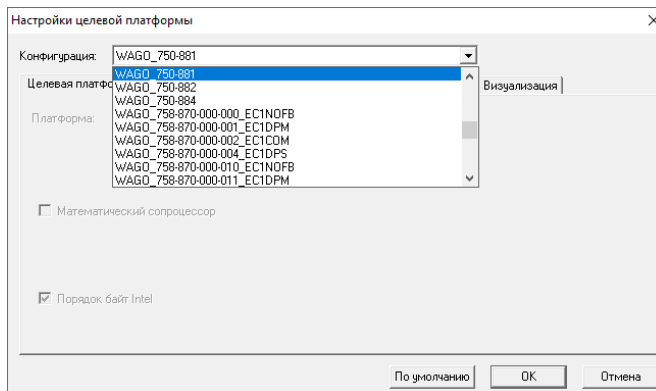 Настройки целевой платформы
Конфигурация: WAGO_750-881
WAGO_750-881
Целевая платфо
WAGO_750-882
Визуализация
WAGO_750-884
Платформа:
WAGO_758-870-000-000_EC1NOFB
WAGO_758-870-000-001_EC1DPM
WAGO_758-870-000-002_EC1COM
WAGO_758-870-000-004_EC1DPS
WAGO_758-870-000-010_EC1NOFB
WAGO_758-870-000-011_EC1DPM
Математический сопроцессор
Порядок байт Intel
По умолчанию OK Отмена